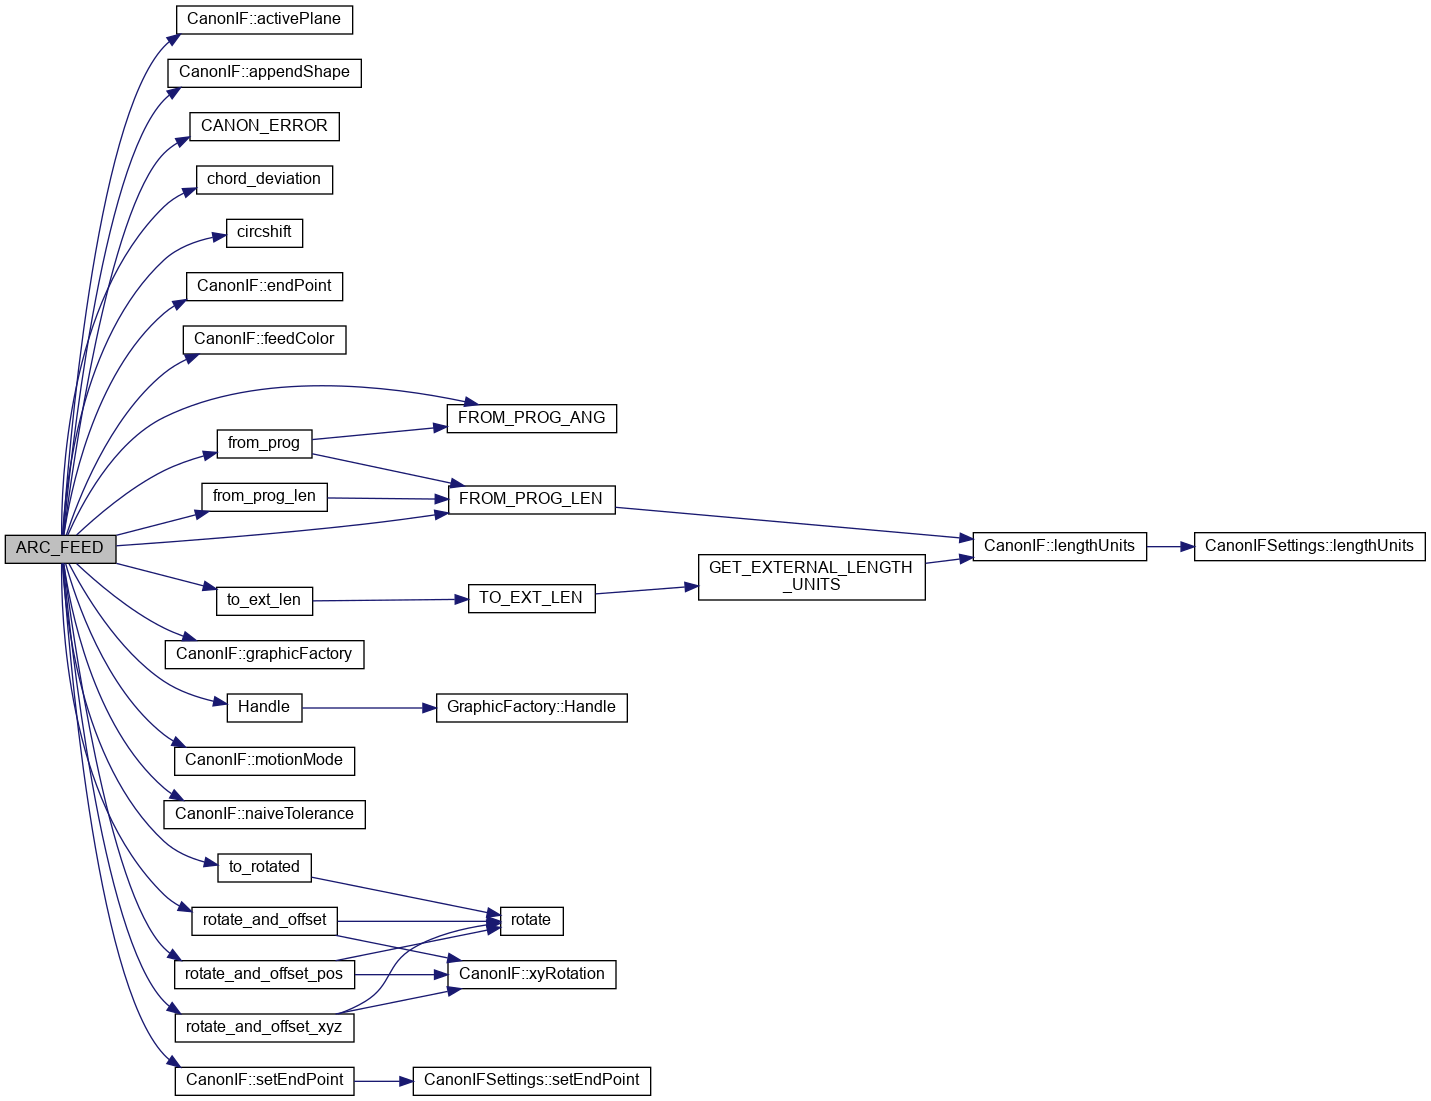 CanonIF::activePlane
CanonIF::appendShape
CANON_ERROR
chord_deviation
circshift
CanonIF::endPoint
CanonIF::feedColor
FROM_PROG_ANG
from_prog
from_prog_len
FROM_PROG_LEN
ARC_FEED
CanonIF::lengthUnits
CanonIFSettings::lengthUnits
GET_EXTERNAL_LENGTH
_UNITS
to_ext_len
TO_EXT_LEN
CanonIF::graphicFactory
Handle
GraphicFactory::Handle
CanonIF::motionMode
CanonIF::naiveTolerance
to_rotated
rotate_and_offset
rotate
rotate_and_offset_pos
CanonIF::xyRotation
rotate_and_offset_xyz
CanonIF::setEndPoint
CanonIFSettings::setEndPoint